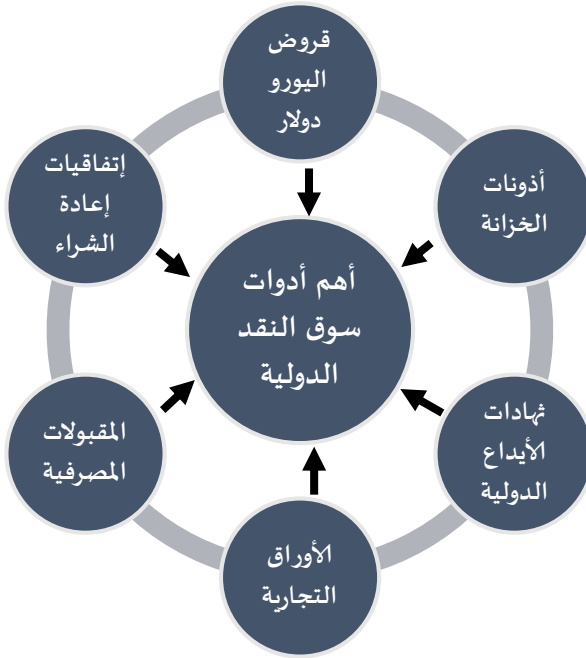 قروض
اليورو
دولار
أذونات
الخزانة
ثهادات
الأيداع
الدولية
الأوراق
التجارية
المقبولات
المصرفية
إتفاقيات
إعادة
الشراء
أهم أدوات
سوق النقد
الدولية